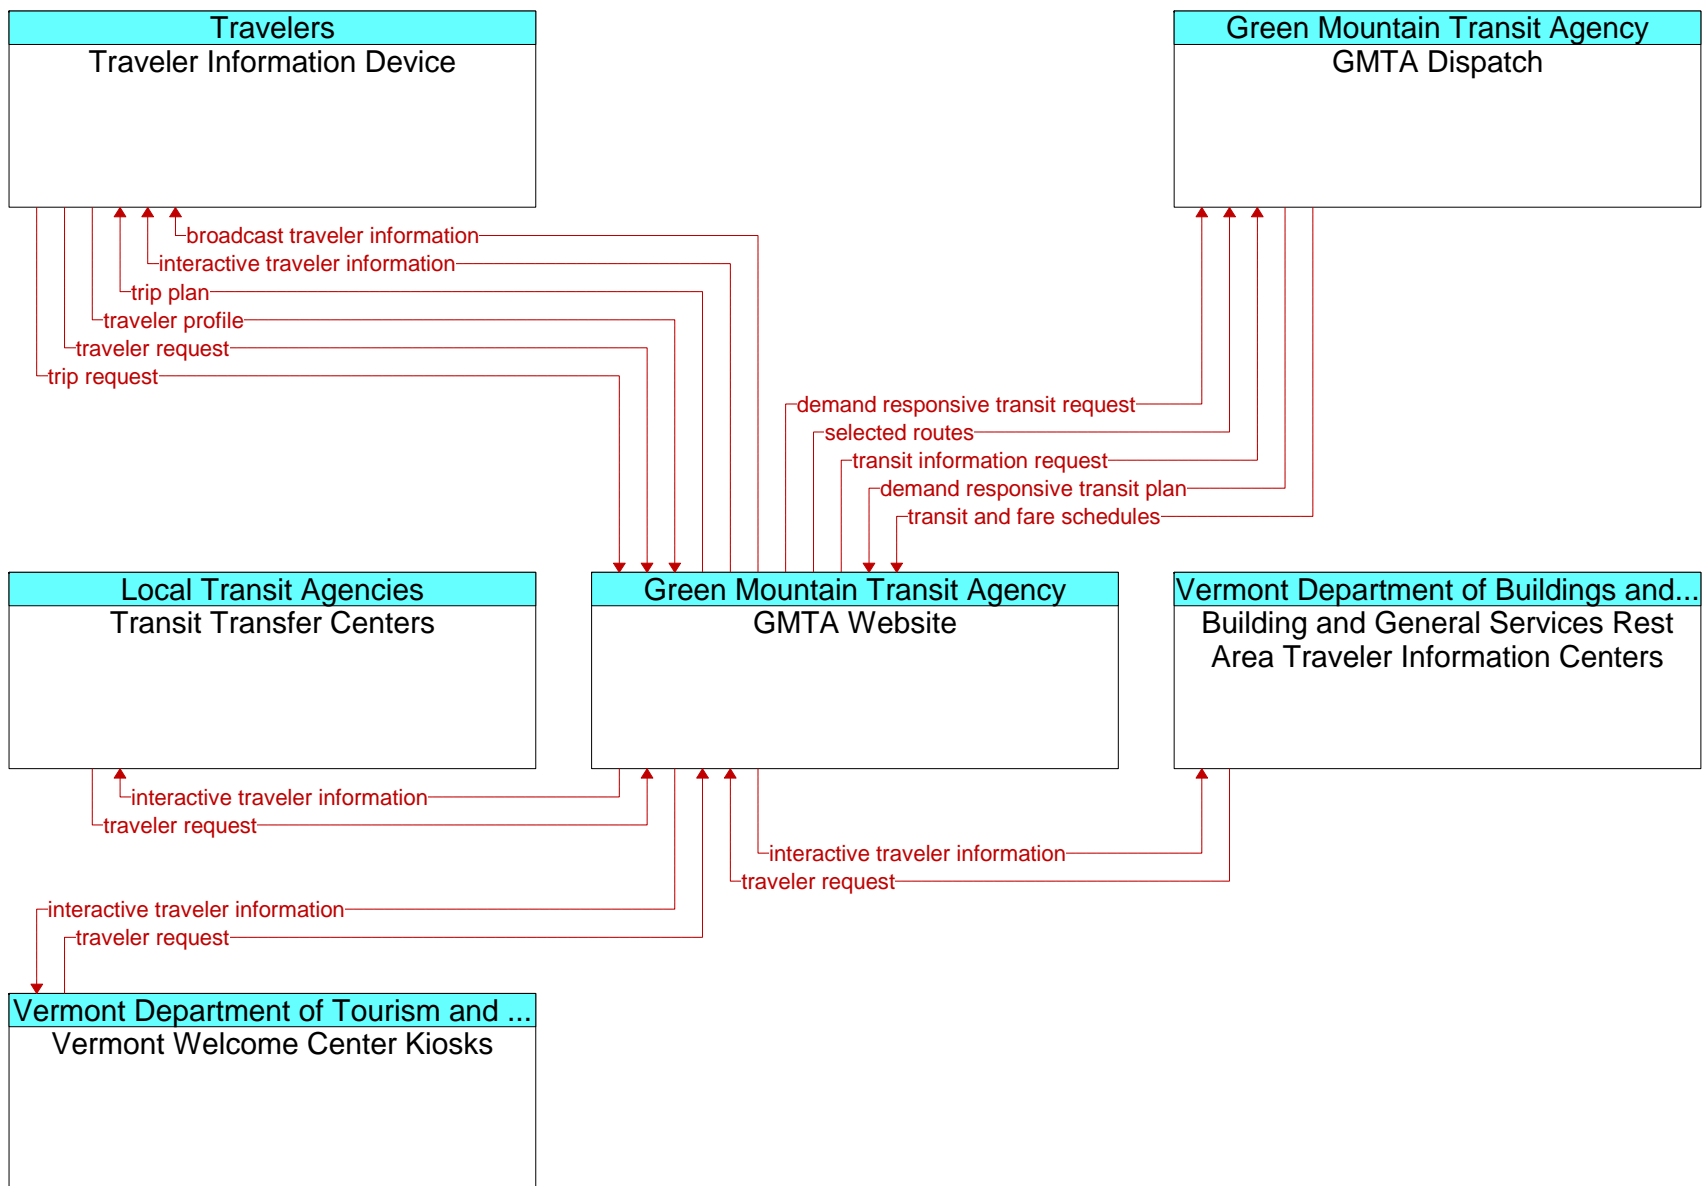 Travelers
Traveler Information Device
Green Mountain Transit Agency
GMTA Dispatch
broadcast traveler information
interactive traveler information
trip plan
traveler profile
traveler request
trip request
demand responsive transit request
selected routes
transit information request
demand responsive transit plan
transit and fare schedules
Local Transit Agencies
Transit Transfer Centers
Green Mountain Transit Agency
GMTA Website
Vermont Department of Buildings and...
Building and General Services Rest
Area Traveler Information Centers
interactive traveler information
traveler request
interactive traveler information
traveler request
interactive traveler information
traveler request
Vermont Department of Tourism and ...
Vermont Welcome Center Kiosks